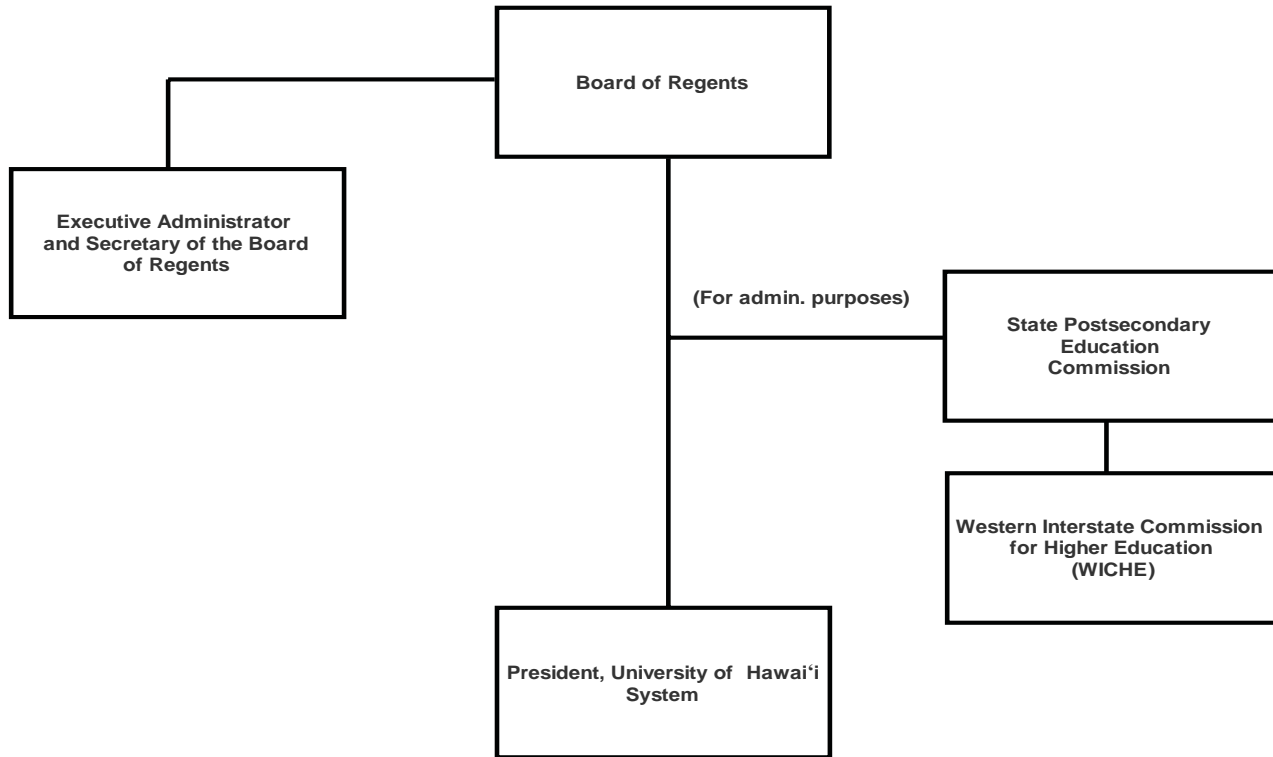 Board of Regents
Executive Administrator
and Secretary of the Board
of Regents
(For admin. purposes)
State Postsecondary
Education
Commission
Western Interstate Commission
for Higher Education
(WICHE)
President, University of Hawaiʻi
System